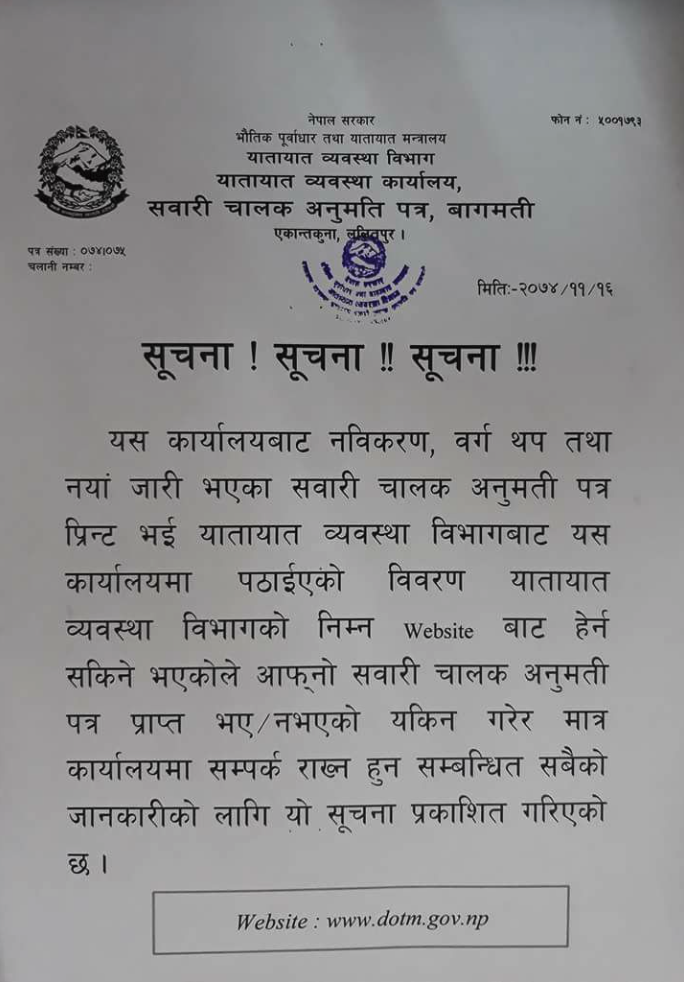 नेपाल सरकार
फोन नं : ५००१७९३
भौतिक पूर्वाधार तथा यातायात मन्त्रालय
यातायात व्यवस्था विभाग
यातायात व्यवस्था कार्यालय,
सवारी चालक अनुमति पत्र, बागमती
एकान्तकुना, ललितपुर ।
पत्र संख्या : ०७४।०७५
चलानी नम्बर :
मितिः-२०७४/११/१६
सूचना ! सूचना !! सूचना !!!
यस कार्यालयबाट नविकरण, वर्ग थप तथा
नयां जारी भएका सवारी चालक अनुमती पत्र
प्रिन्ट भई यातायात व्यवस्था विभागबाट यस
कार्यालयमा पठाईएको विवरण यातायात
व्यवस्था विभागको निम्न Website बाट हेर्न
सकिने भएकोले आफ्‌नो सवारी चालक अनुमती
पत्र प्राप्त भए/नभएको यकिन गरेर मात्र
कार्यालयमा सम्पर्क राख्न हुन सम्बन्धित सबैको
जानकारीको लागि यो सूचना प्रकाशित गरिएको
छ ।
Website : www.dotm.gov.np